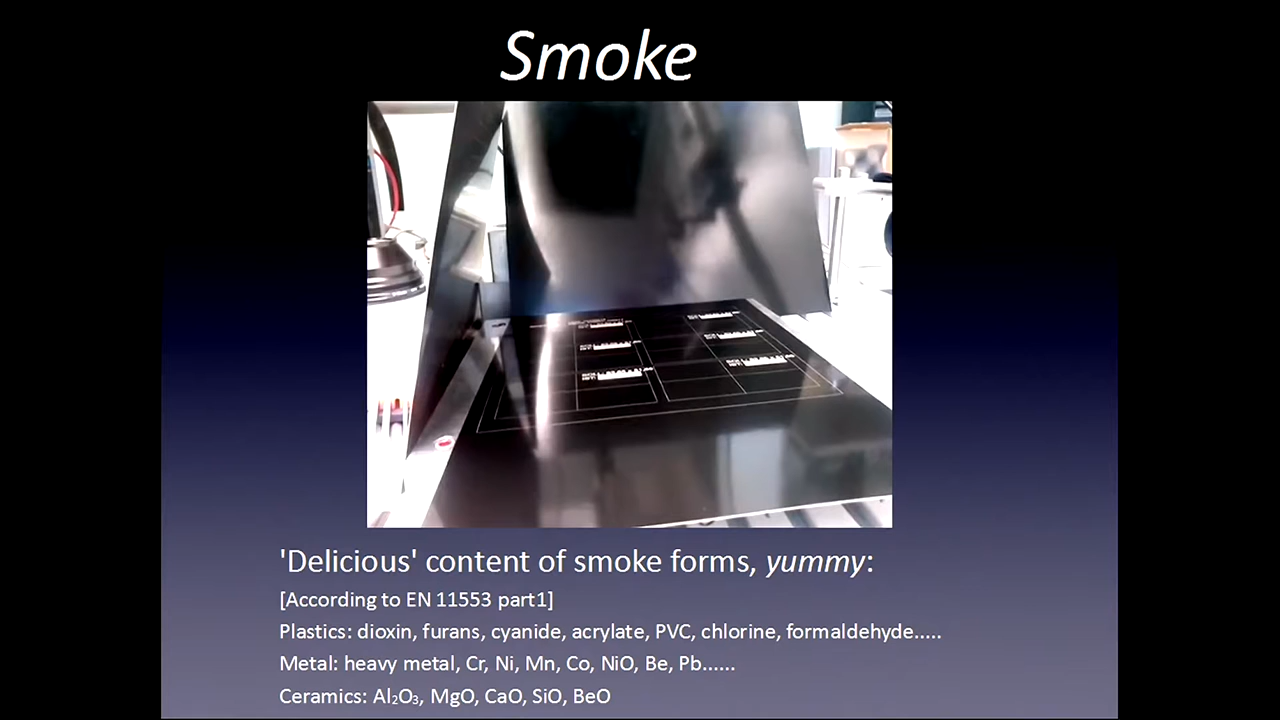 Smoke
'Delicious' content of smoke forms, yummy:
[According to EN 11553 part1]
Plastics: dioxin, furans, cyanide, acrylate, PVC, chlorine, formaldehyde.....
Metal: heavy metal, Cr, Ni, Mn, Co, NiO, Be, Pb......
Ceramics: Al₂O₃, MgO, CaO, SiO, BeO